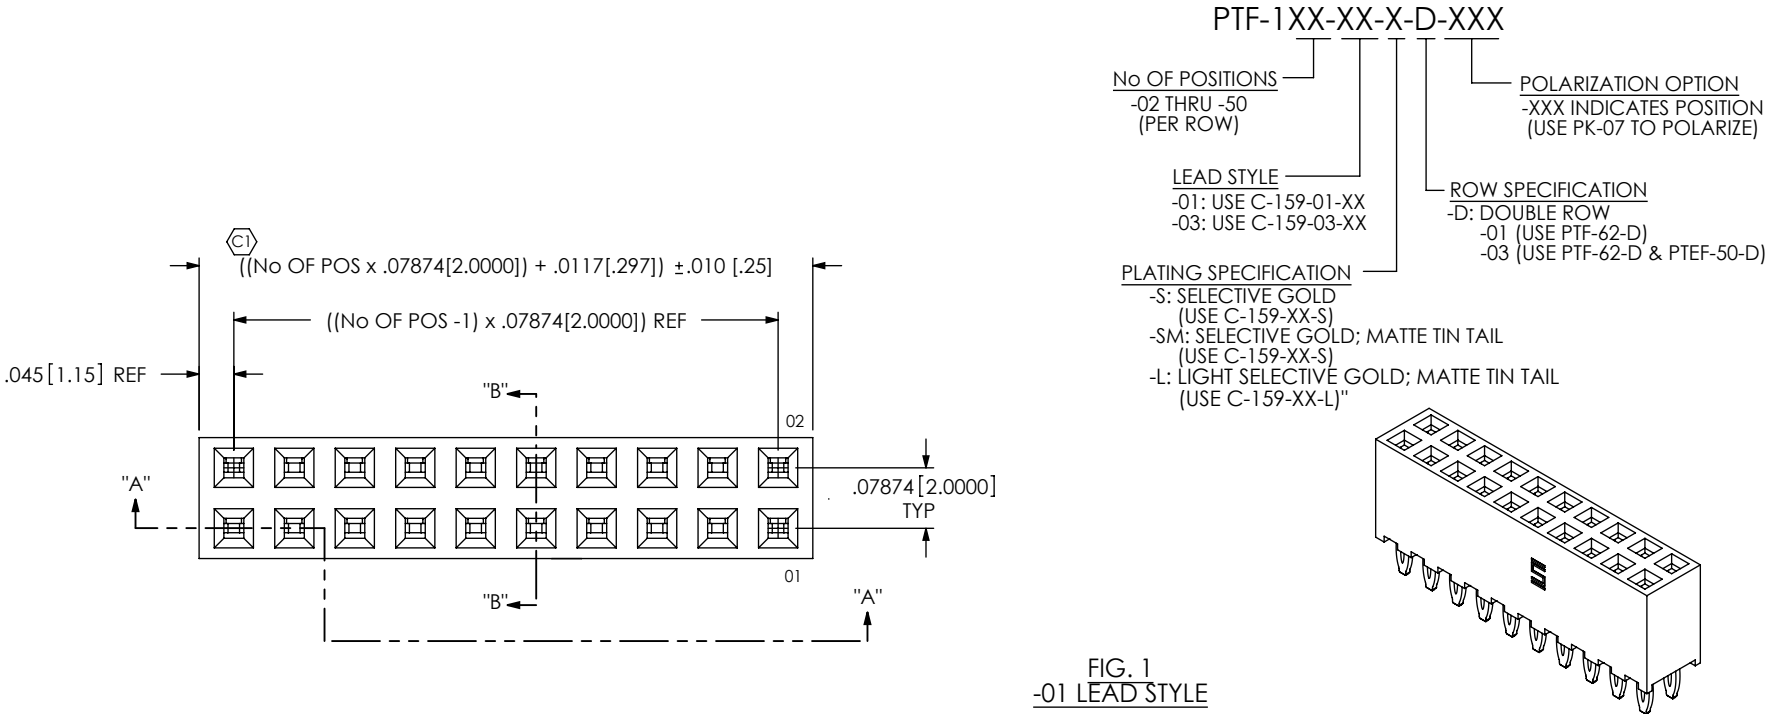 PTF-1XX-XX-X-D-XXX
No OF POSITIONS
-02 THRU -50
(PER ROW)
POLARIZATION OPTION
-XXX INDICATES POSITION
(USE PK-07 TO POLARIZE)
LEAD STYLE
-01: USE C-159-01-XX
-03: USE C-159-03-XX
ROW SPECIFICATION
-D: DOUBLE ROW
-01 (USE PTF-62-D)
-03 (USE PTF-62-D & PTEF-50-D)
PLATING SPECIFICATION
-S: SELECTIVE GOLD
(USE C-159-XX-S)
-SM: SELECTIVE GOLD; MATTE TIN TAIL
(USE C-159-XX-S)
-L: LIGHT SELECTIVE GOLD; MATTE TIN TAIL
(USE C-159-XX-L)"
C1
((No OF POS x .07874[2.0000]) + .0117[.297]) ±.010 [.25]
((No OF POS -1) x .07874[2.0000]) REF
.045[1.15] REF
"B"
02
"A"
.07874[2.0000]
TYP
01
"B"
"A"
FIG. 1
-01 LEAD STYLE